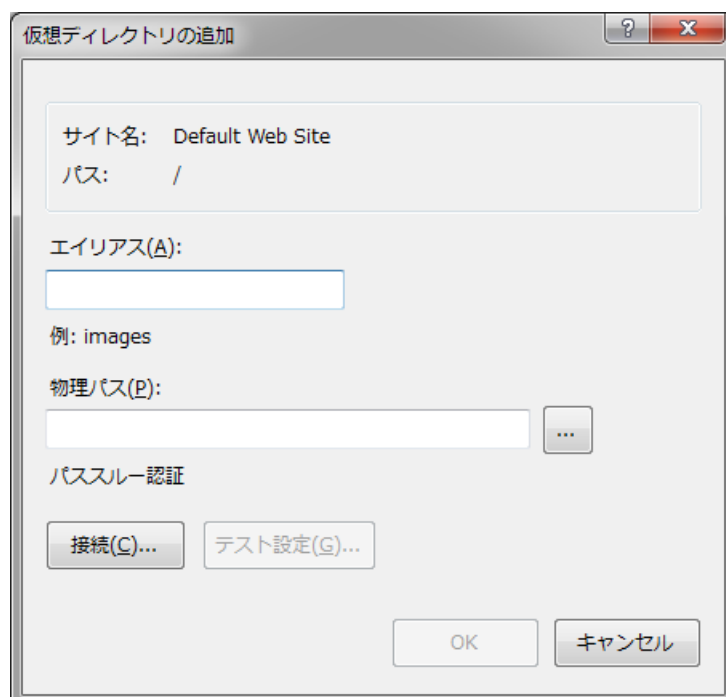 仮想ディレクトリの追加
サイト名: Default Web Site
パス: /
エイリアス(A):
例: images
物理パス(P):
...
パススルー認証
接続(C)... テスト設定(G)...
OK キャンセル